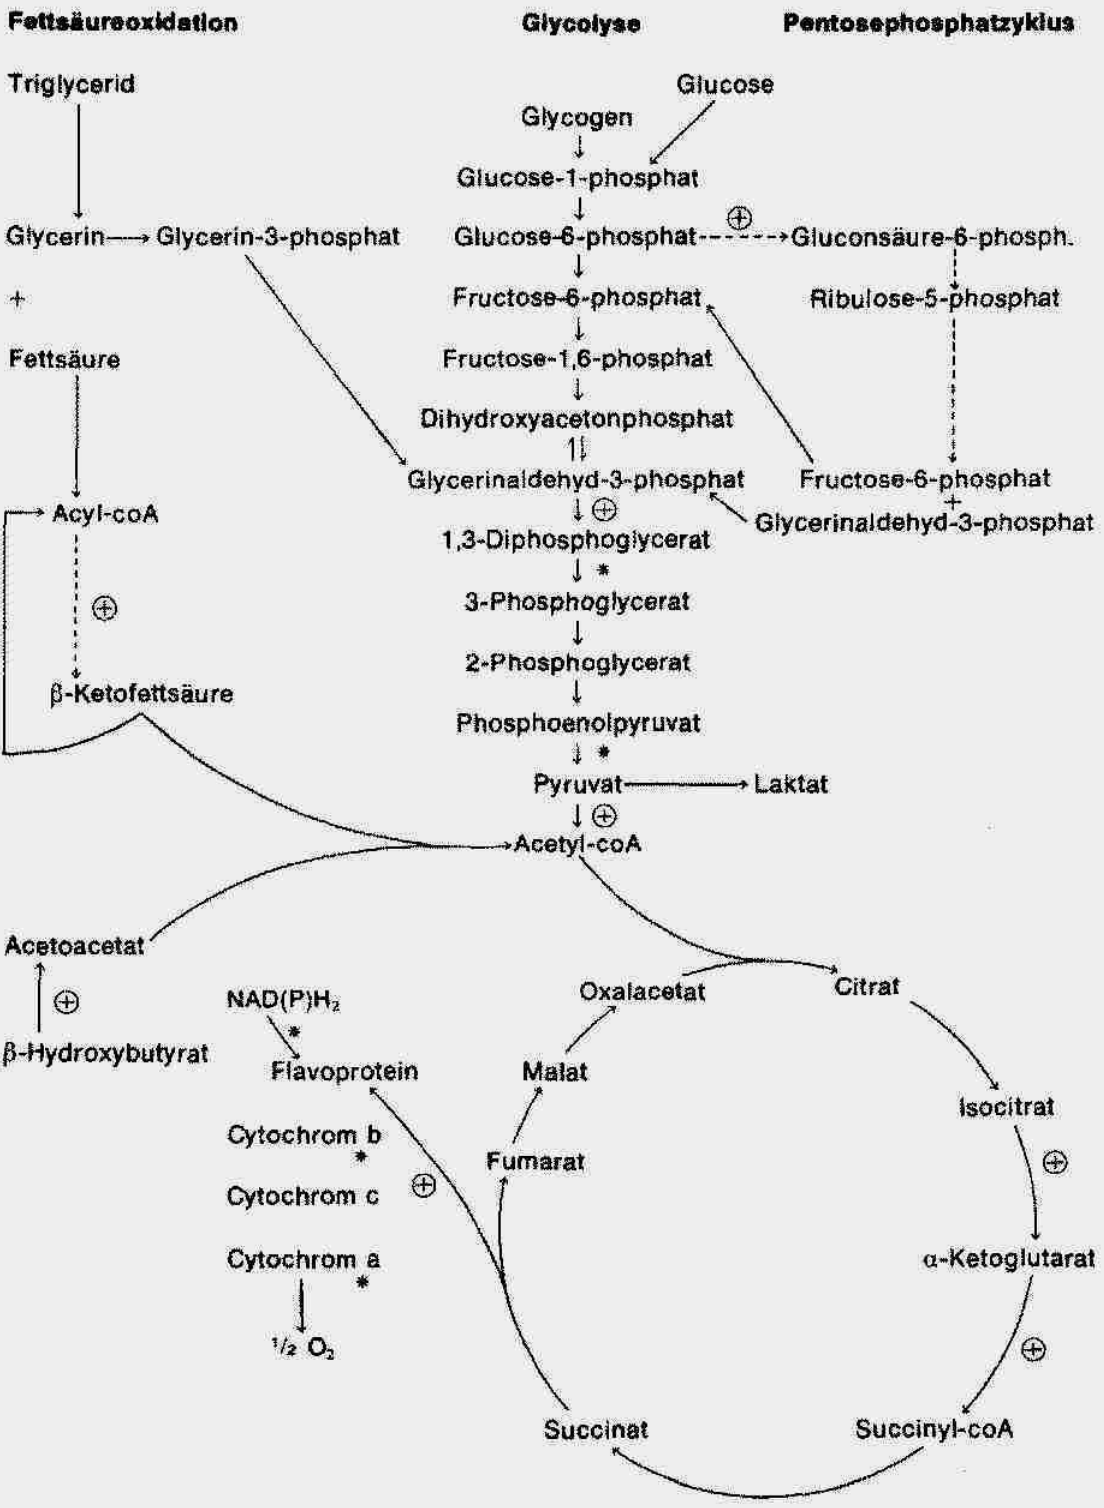 Fettsäureoxidation Glycolyse Pentosephosphatzyklus
Triglycerid Glucose
Glycogen
Glucose-1-phosphat
Glycerin Glycerin-3-phosphat Glucose-6-phosphat ⊕ Gluconsäure-6-phosph.
+ Fructose-6-phosphat Ribulose-5-phosphat
Fettsäure Fructose-1,6-phosphat
Dihydroxyacetonphosphat
Glycerinaldehyd-3-phosphat Fructose-6-phosphat
⊕ +
Acyl-coA Glycerinaldehyd-3-phosphat
1,3-Diphosphoglycerat
*
⊕ 3-Phosphoglycerat
2-Phosphoglycerat
β-Ketofettsäure
Phosphoenolpyruvat
*
Pyruvat Laktat
⊕
Acetyl-coA
Acetoacetat
⊕ NAD(P)H₂ Oxalacetat Citrat
*
β-Hydroxybutyrat
Flavoprotein Malat
Isocitrat
Cytochrom b
* Fumarat ⊕
Cytochrom c ⊕
Cytochrom a α-Ketoglutarat
*
½ O₂ ⊕
Succinat Succinyl-coA